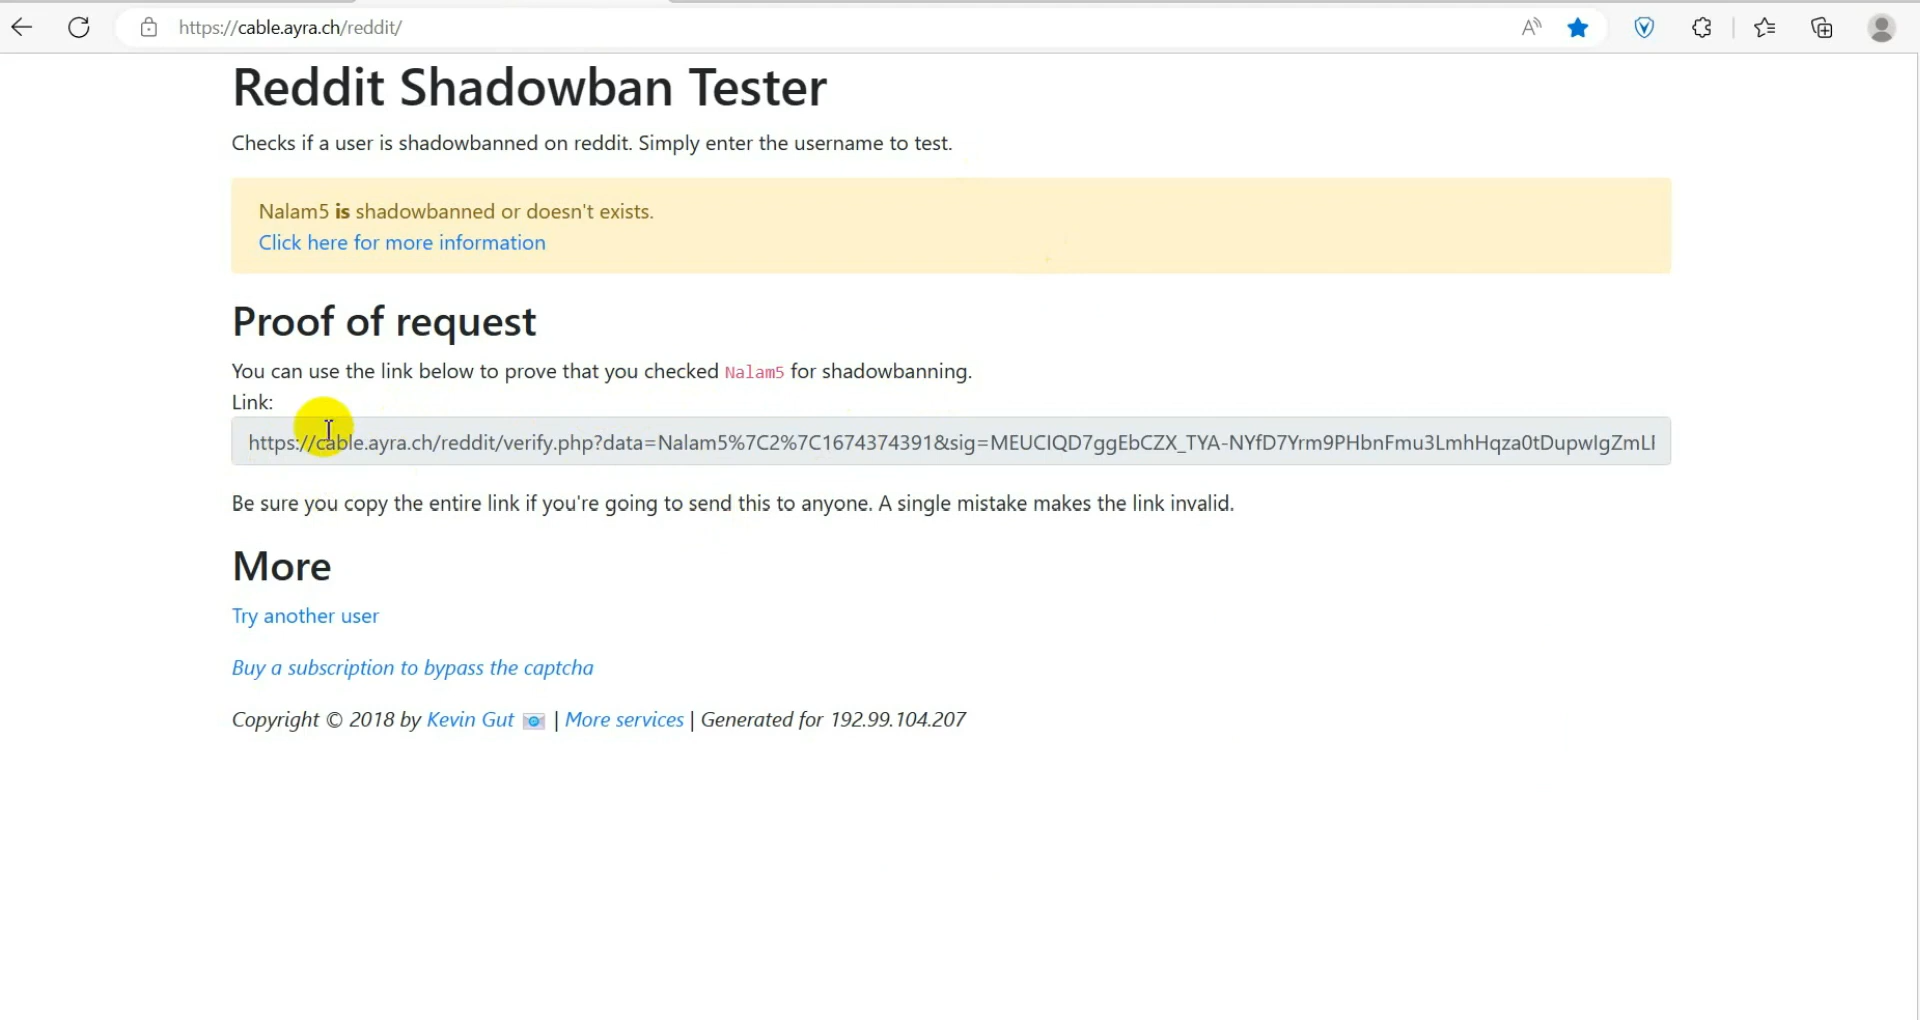 https://cable.ayra.ch/reddit/
Reddit Shadowban Tester
Checks if a user is shadowbanned on reddit. Simply enter the username to test.
Nalam5 is shadowbanned or doesn't exists.
Click here for more information
Proof of request
You can use the link below to prove that you checked Nalam5 for shadowbanning.
Link:
https://cable.ayra.ch/reddit/verify.php?data=Nalam5%7C2%7C1674374391&sig=MEUCIQD7ggEbCZX_TYA-NYfD7Yrm9PHbnFmu3LmhHqza0tDupwIgZmLF
Be sure you copy the entire link if you're going to send this to anyone. A single mistake makes the link invalid.
More
Try another user
Buy a subscription to bypass the captcha
Copyright © 2018 by Kevin Gut 📧 | More services | Generated for 192.99.104.207